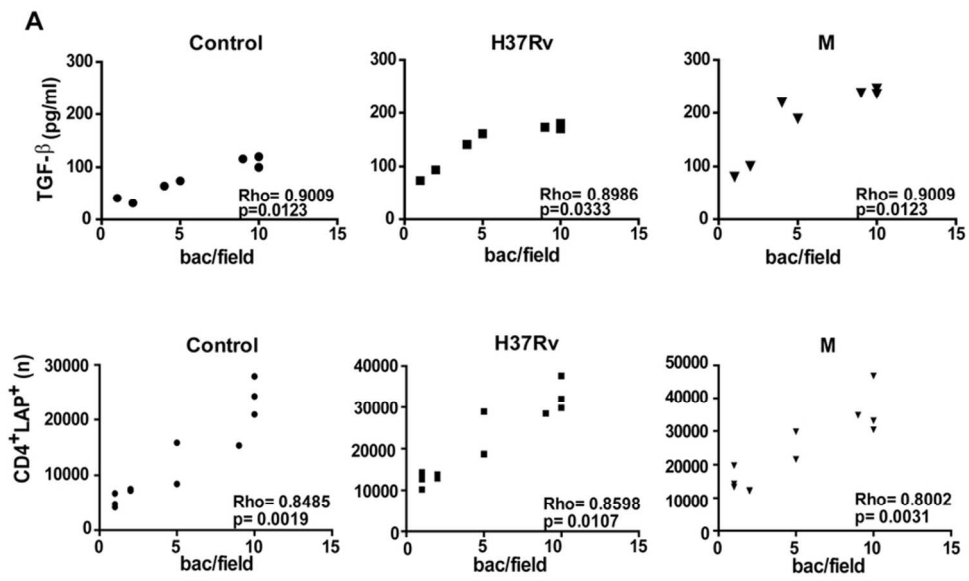 A
Control
H37Rv
M
TGF-β (pg/ml)
300
200
100
0
0
5
10
15
bac/field
Rho= 0.9009
p=0.0123
300
200
100
0
0
5
10
15
bac/field
Rho= 0.8986
p=0.0333
300
200
100
0
0
5
10
15
bac/field
Rho= 0.9009
p=0.0123
Control
H37Rv
M
CD4+LAP+ (n)
30000
20000
10000
0
0
5
10
15
bac/field
Rho= 0.8485
p= 0.0019
40000
30000
20000
10000
0
0
5
10
15
bac/field
Rho= 0.8598
p= 0.0107
50000
40000
30000
20000
10000
0
0
5
10
15
bac/field
Rho= 0.8002
p= 0.0031